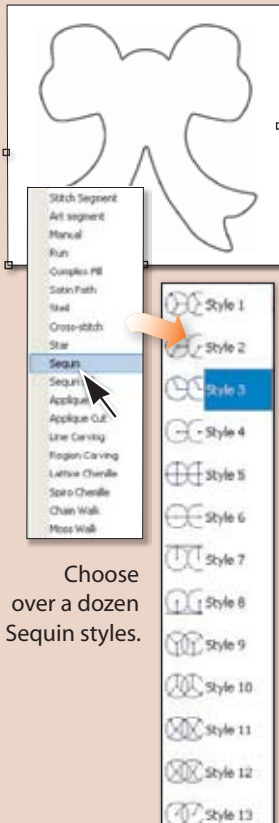 Stitch Segment
Art segment
Manual
Run
Complex Fill
Satin Path
Steil
Cross-stitch
Star
Sequin
Sequin
Applique
Applique Cut
Line Carving
Region Carving
Lattice Chenille
Spiro Chenille
Chain Walk
Moss Walk
Choose
over a dozen
Sequin styles.
Style 1
Style 2
Style 3
Style 4
Style 5
Style 6
Style 7
Style 8
Style 9
Style 10
Style 11
Style 12
Style 13